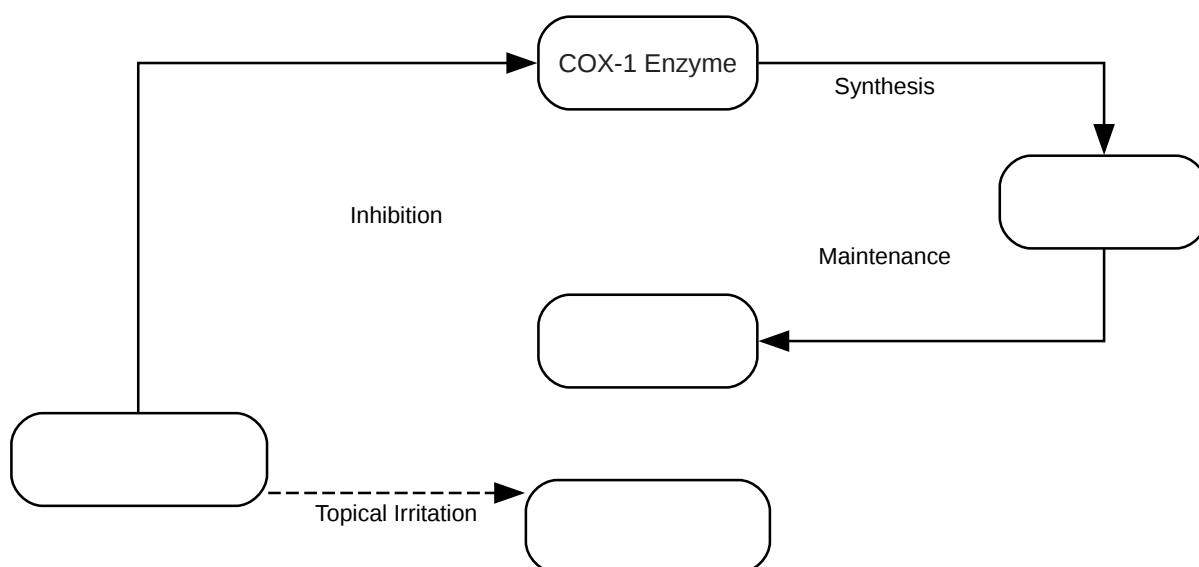 COX-1 Enzyme
Synthesis
Inhibition
Maintenance
Topical Irritation